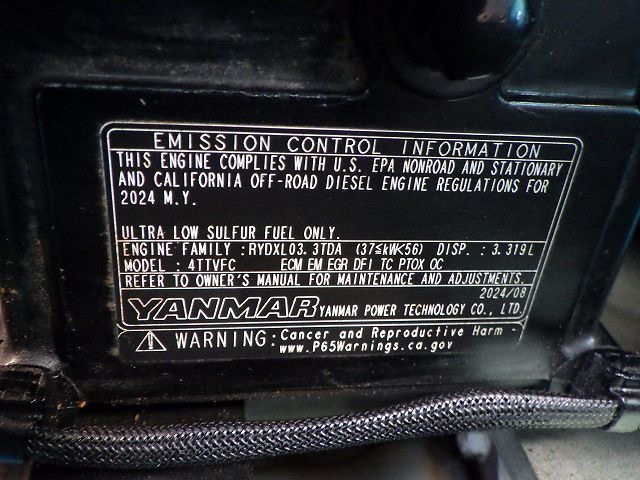 EMISSION CONTROL INFORMATION
THIS ENGINE COMPLIES WITH U.S. EPA NONROAD AND STATIONARY
AND CALIFORNIA OFF-ROAD DIESEL ENGINE REGULATIONS FOR
2024 M.Y.
ULTRA LOW SULFUR FUEL ONLY.
ENGINE FAMILY : RYDXL03.3TDA (37≦kW<56) DISP. : 3.319L
MODEL : 4TTVFC ECM EM EGR DFI TC PTOX OC
REFER TO OWNER'S MANUAL FOR MAINTENANCE AND ADJUSTMENTS.
2024/08
YANMAR YANMAR POWER TECHNOLOGY CO., LTD.
WARNING: Cancer and Reproductive Harm -
www.P65Warnings.ca.gov